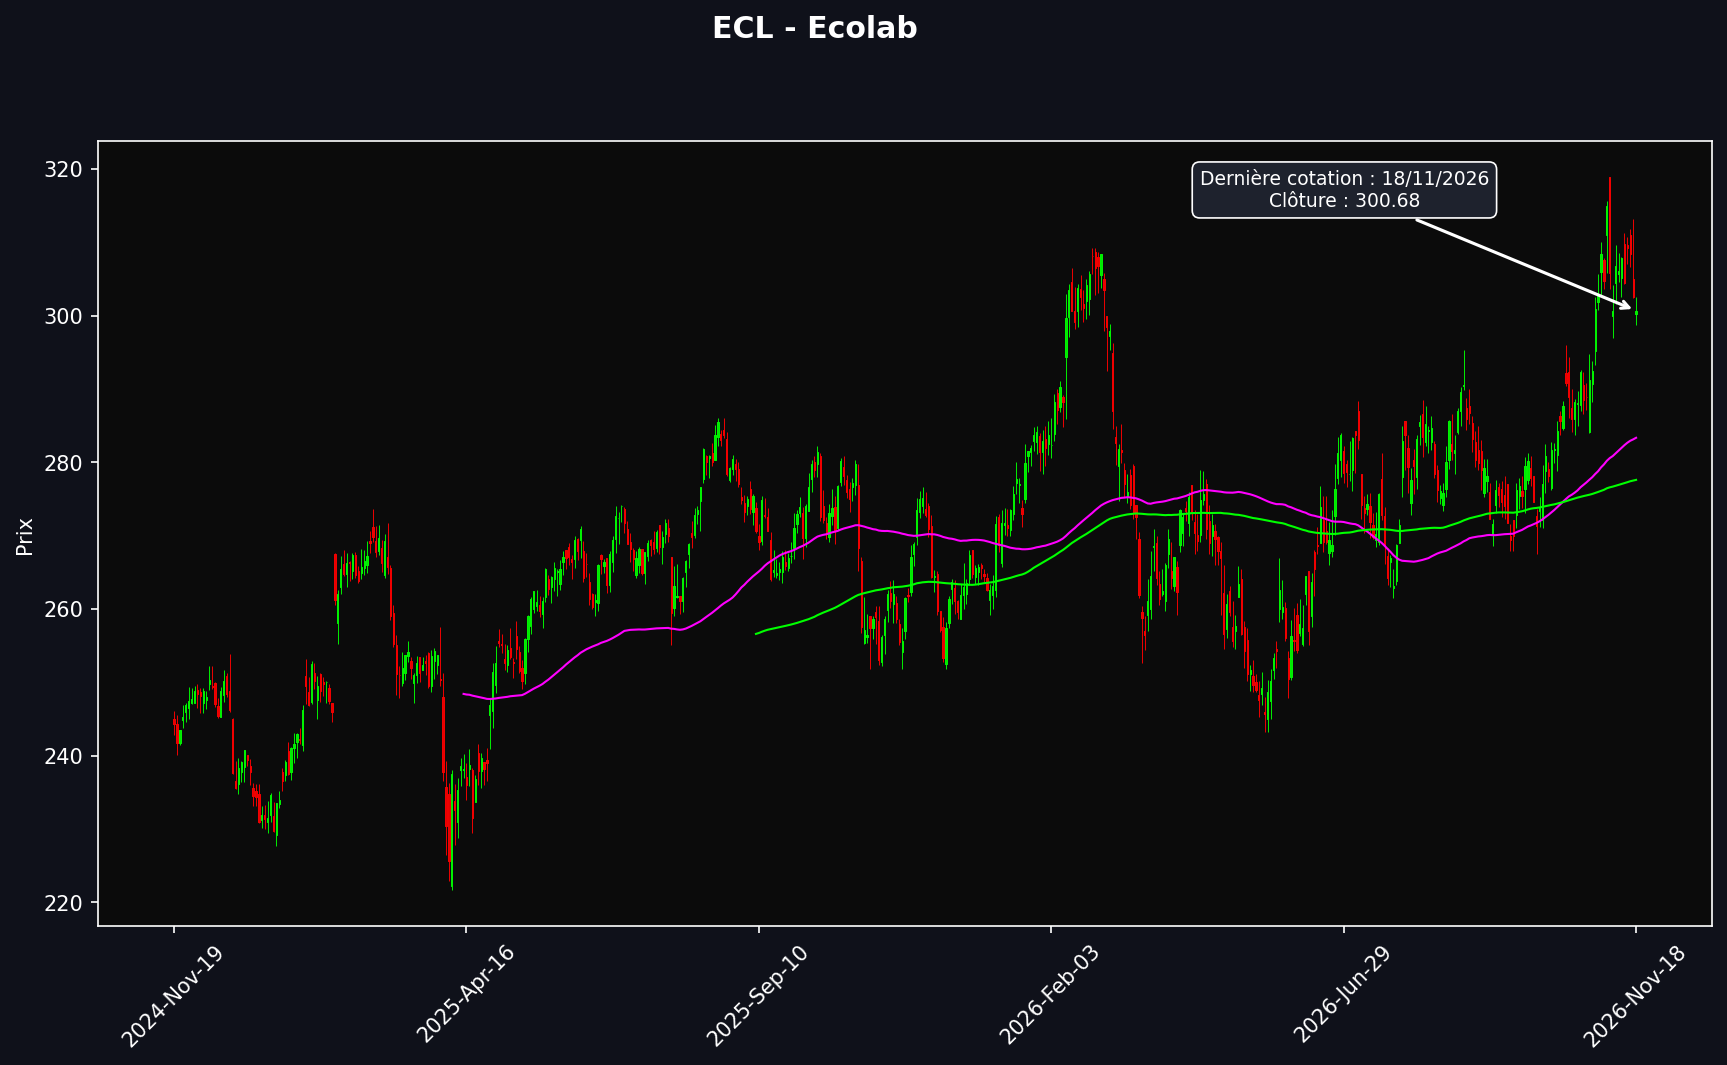 ECL - Ecolab
Dernière cotation : 18/11/2026
Clôture : 300.68
Prix
320
300
280
260
240
220
2024-Nov-19
2025-Apr-16
2025-Sep-10
2026-Feb-03
2026-Jun-29
2026-Nov-18